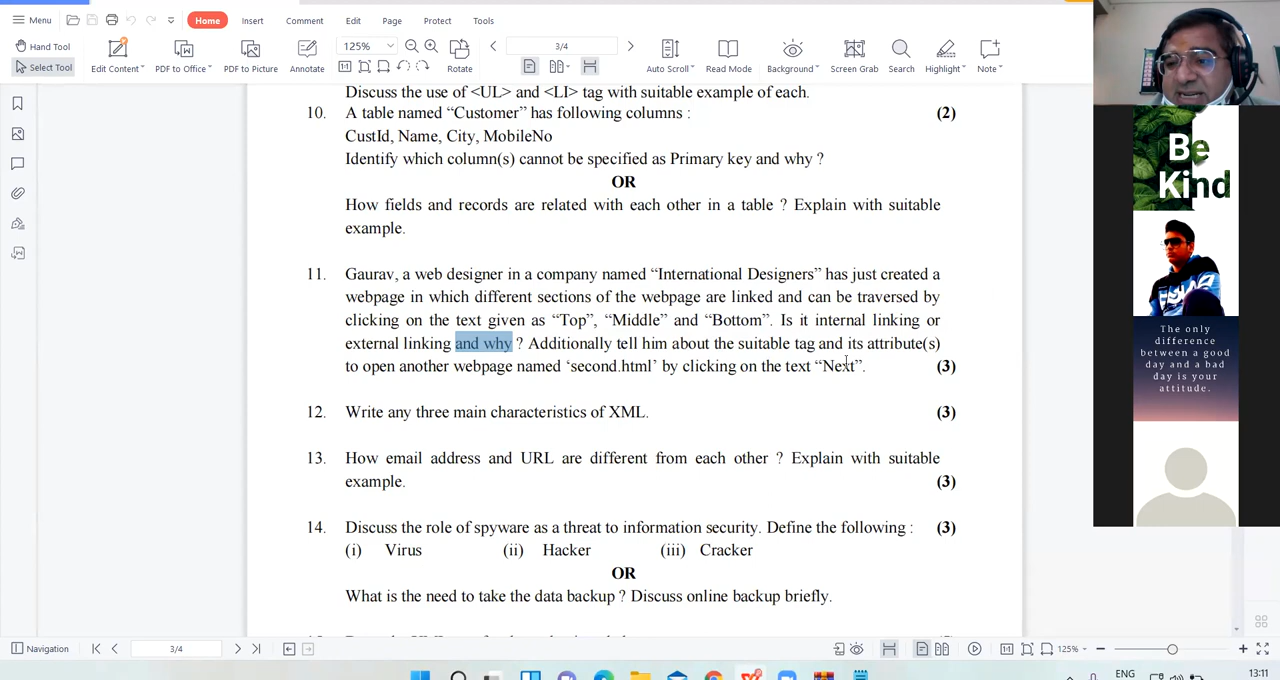 Menu
Home
Insert
Comment
Edit
Page
Protect
Tools
Hand Tool
Select Tool
Edit Content
PDF to Office
PDF to Picture
Annotate
125%
Rotate
3/4
Auto Scroll
Read Mode
Background
Screen Grab
Search
Highlight
Note
Discuss the use of <UL> and <LI> tag with suitable example of each.
10. A table named “Customer” has following columns : (2)
CustId, Name, City, MobileNo
Identify which column(s) cannot be specified as Primary key and why ?
OR
How fields and records are related with each other in a table ? Explain with suitable
example.
11. Gaurav, a web designer in a company named “International Designers” has just created a
webpage in which different sections of the webpage are linked and can be traversed by
clicking on the text given as “Top”, “Middle” and “Bottom”. Is it internal linking or
external linking and why ? Additionally tell him about the suitable tag and its attribute(s)
to open another webpage named ‘second.html’ by clicking on the text “Next”. (3)
12. Write any three main characteristics of XML. (3)
13. How email address and URL are different from each other ? Explain with suitable
example. (3)
14. Discuss the role of spyware as a threat to information security. Define the following : (3)
(i) Virus (ii) Hacker (iii) Cracker
OR
What is the need to take the data backup ? Discuss online backup briefly.
Be
Kind
The only
difference
between a good
day and a bad
day is your
attitude.
Navigation
3/4
125%
ENG
13:11